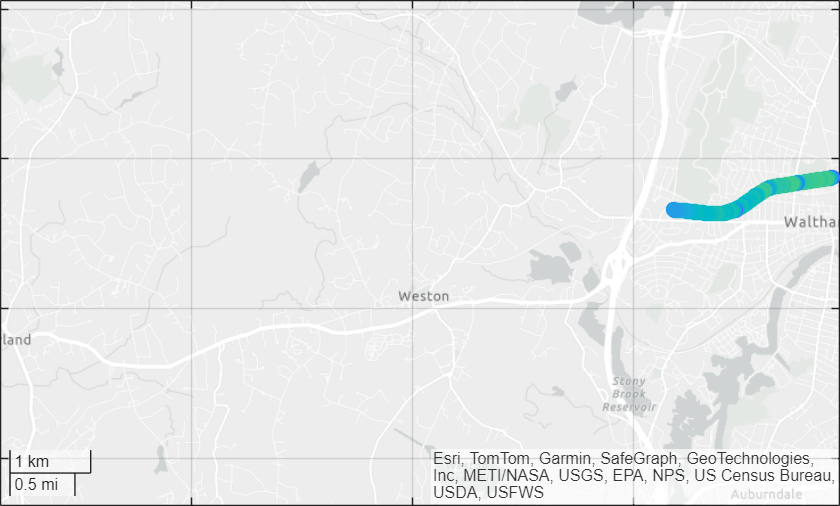 Waltha
Weston
land
Stony
Brook
Reservoir
1 km
0.5 mi
Esri, TomTom, Garmin, SafeGraph, GeoTechnologies,
Inc, METI/NASA, USGS, EPA, NPS, US Census Bureau,
USDA, USFWS
Auburndale